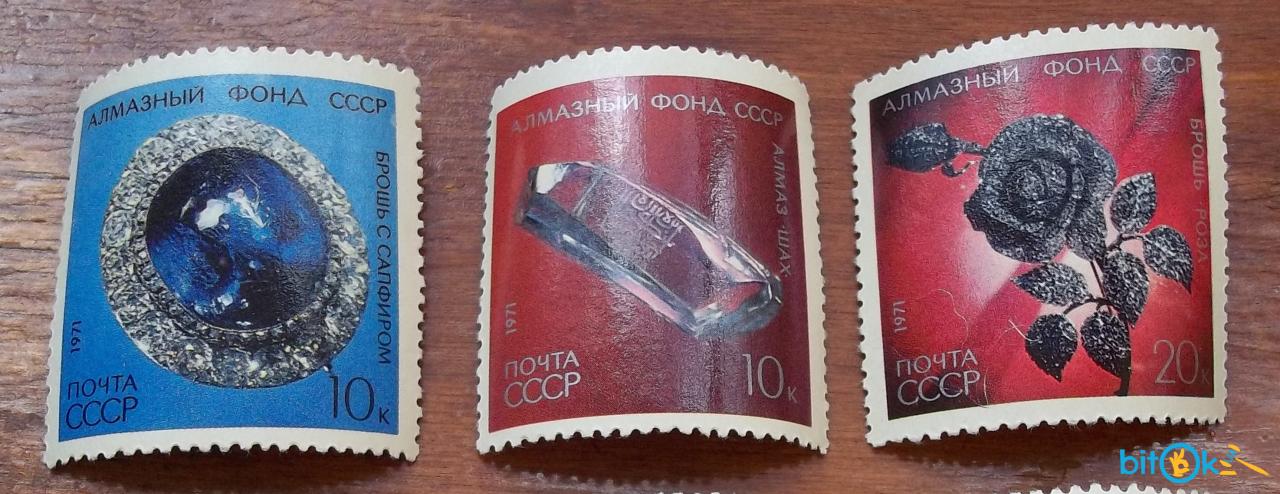 АЛМАЗНЫЙ ФОНД СССР
БРОШЬ С САПФИРОМ
1971
ПОЧТА
СССР
10к
АЛМАЗНЫЙ ФОНД СССР
АЛМАЗ "ШАХ"
1971
ПОЧТА
СССР
10к
АЛМАЗНЫЙ ФОНД СССР
БРОШЬ-РОЗА
1971
ПОЧТА
СССР
20к
bitok